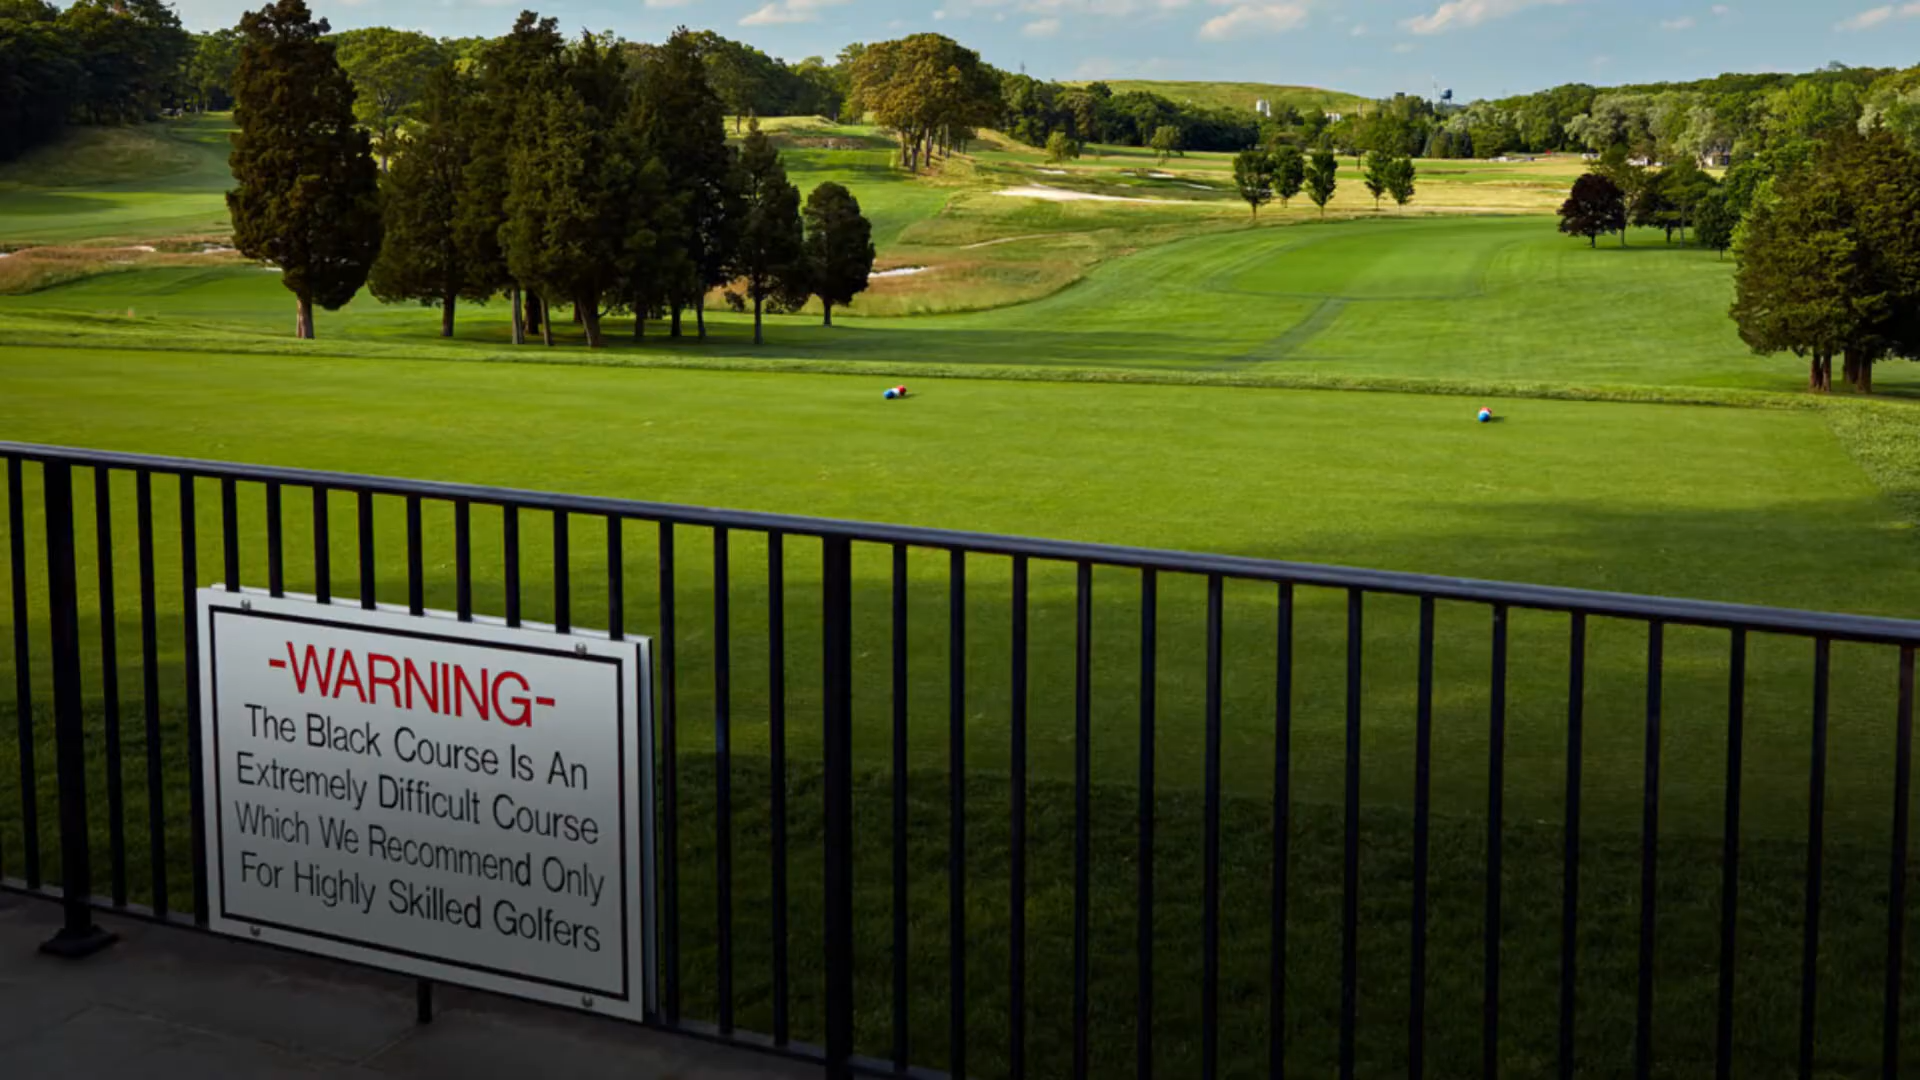 -WARNING-
The Black Course Is An
Extremely Difficult Course
Which We Recommend Only
For Highly Skilled Golfers